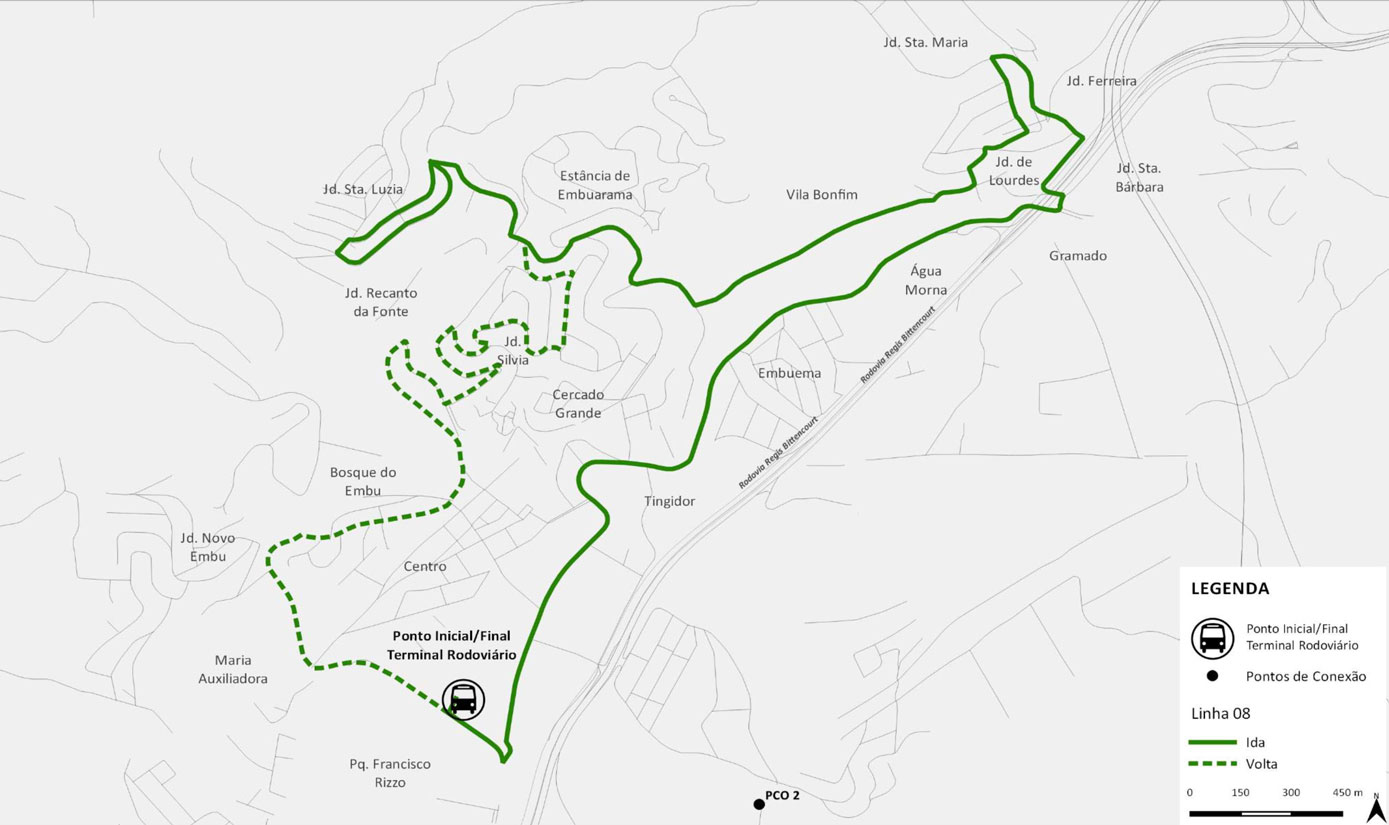 Jd. Sta. Maria
Jd. Ferreira
Jd. de
Lourdes
Jd. Sta.
Bárbara
Estância de
Embuarama
Jd. Sta. Luzia
Vila Bonfim
Gramado
Água
Morna
Jd. Recanto
da Fonte
Rodovia Regis Bittencourt
Jd.
Silvia
Embuema
Cercado
Grande
Rodovia Regis Bittencourt
Bosque do
Embu
Tingidor
Jd. Novo
Embu
Centro
Ponto Inicial/Final
Terminal Rodoviário
Maria
Auxiliadora
Pq. Francisco
Rizzo
PCO 2
LEGENDA
Ponto Inicial/Final
Terminal Rodoviário
Pontos de Conexão
Linha 08
Ida
Volta
0 150 300 450 m
N